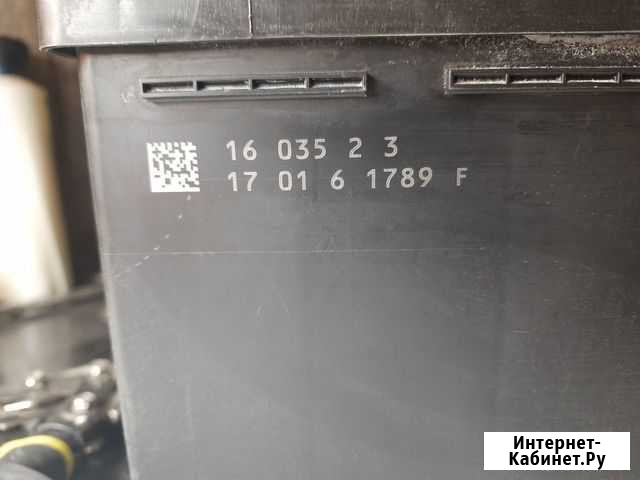 16 035 2 3
17 01 6 1789 F
Интернет-
Кабинет.Ру